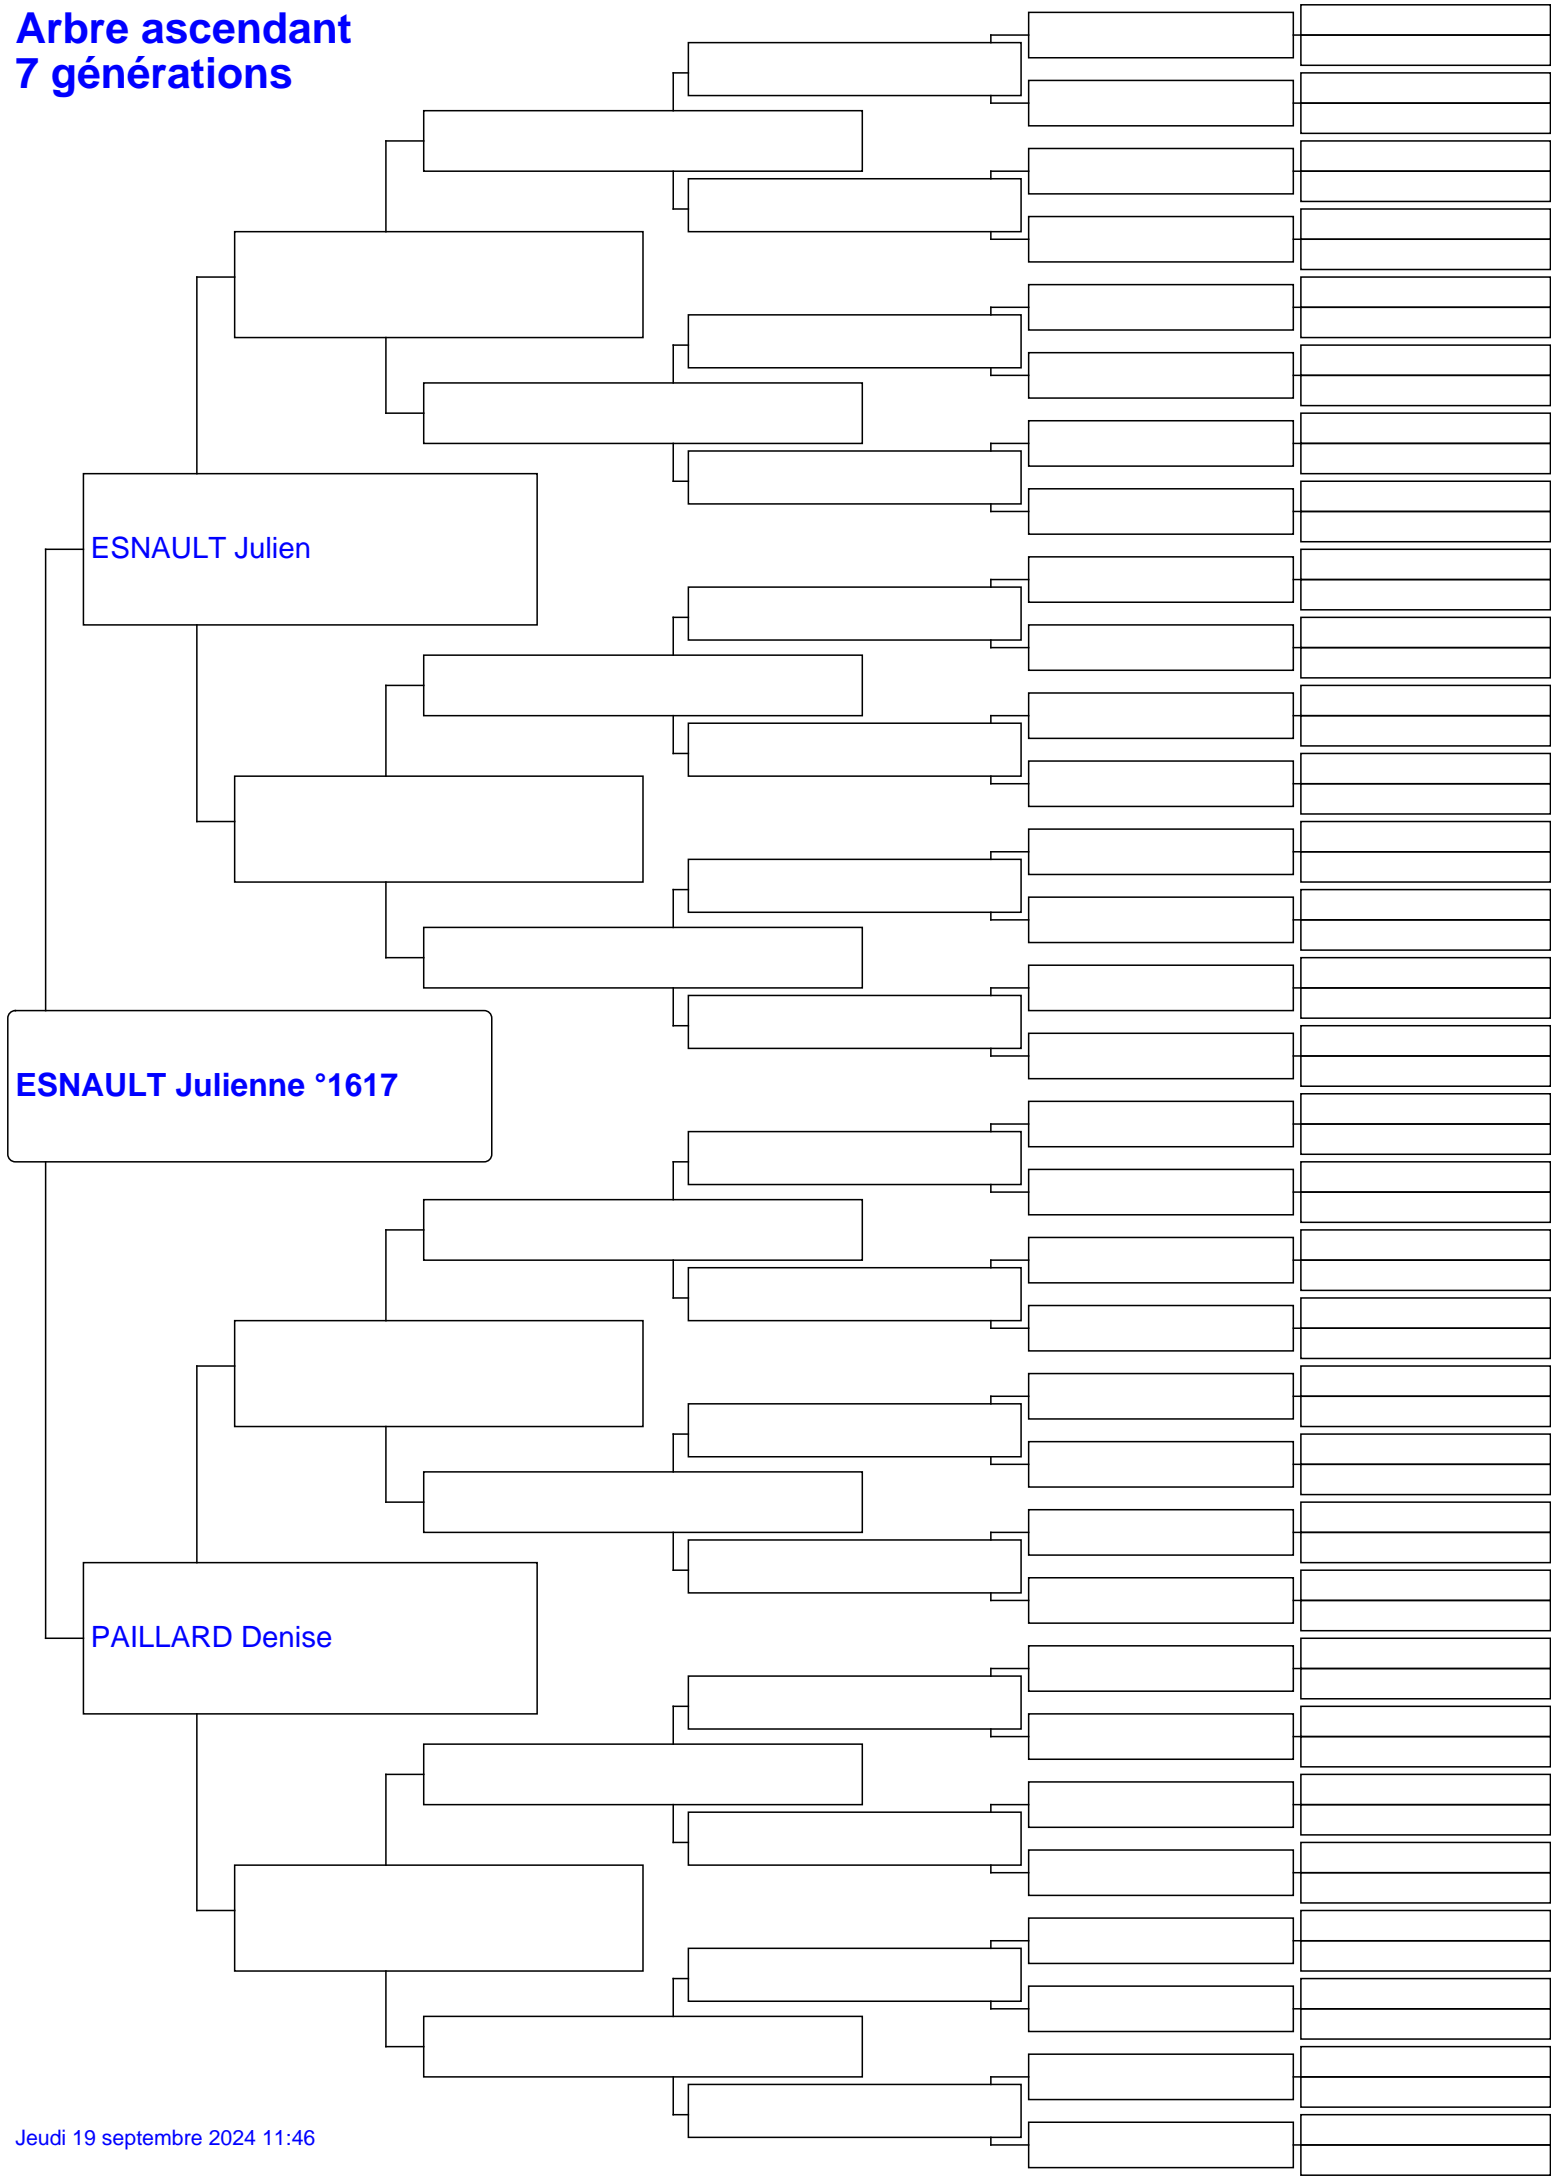 Arbre ascendant
7 générations
ESNAULT Julien
ESNAULT Julienne °1617
PAILLARD Denise
Jeudi 19 septembre 2024 11:46